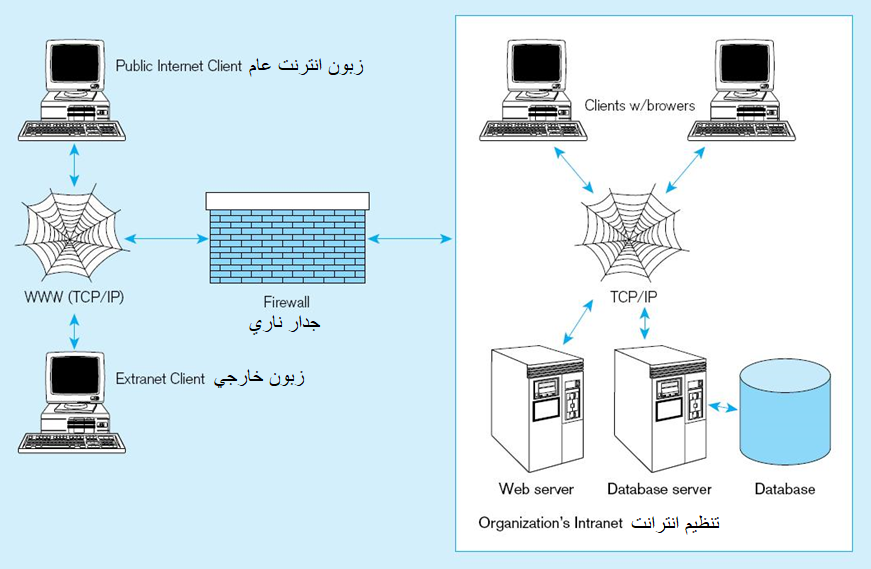 Public Internet Client زبون انترنت عام
WWW (TCP/IP)
Firewall
جدار ناري
Extranet Client زبون خارجي
Clients w/browers
TCP/IP
Web server
Database server
Database
Organization's Intranet تنظيم انترانت